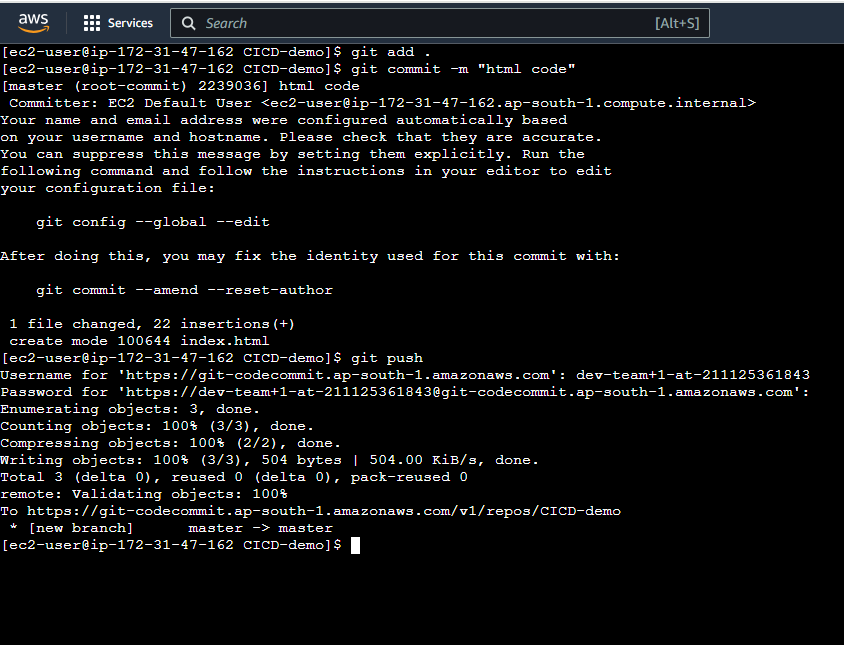 aws
Services
Search
[Alt+S]
[ec2-user@ip-172-31-47-162 CICD-demo]$ git add .
[ec2-user@ip-172-31-47-162 CICD-demo]$ git commit -m "html code"
[master (root-commit) 2239036] html code
 Committer: EC2 Default User <ec2-user@ip-172-31-47-162.ap-south-1.compute.internal>
Your name and email address were configured automatically based
on your username and hostname. Please check that they are accurate.
You can suppress this message by setting them explicitly. Run the
following command and follow the instructions in your editor to edit
your configuration file:

    git config --global --edit

After doing this, you may fix the identity used for this commit with:

    git commit --amend --reset-author

 1 file changed, 22 insertions(+)
 create mode 100644 index.html
[ec2-user@ip-172-31-47-162 CICD-demo]$ git push
Username for 'https://git-codecommit.ap-south-1.amazonaws.com': dev-team+1-at-211125361843
Password for 'https://dev-team+1-at-211125361843@git-codecommit.ap-south-1.amazonaws.com':
Enumerating objects: 3, done.
Counting objects: 100% (3/3), done.
Compressing objects: 100% (2/2), done.
Writing objects: 100% (3/3), 504 bytes | 504.00 KiB/s, done.
Total 3 (delta 0), reused 0 (delta 0), pack-reused 0
remote: Validating objects: 100%
To https://git-codecommit.ap-south-1.amazonaws.com/v1/repos/CICD-demo
 * [new branch]      master -> master
[ec2-user@ip-172-31-47-162 CICD-demo]$